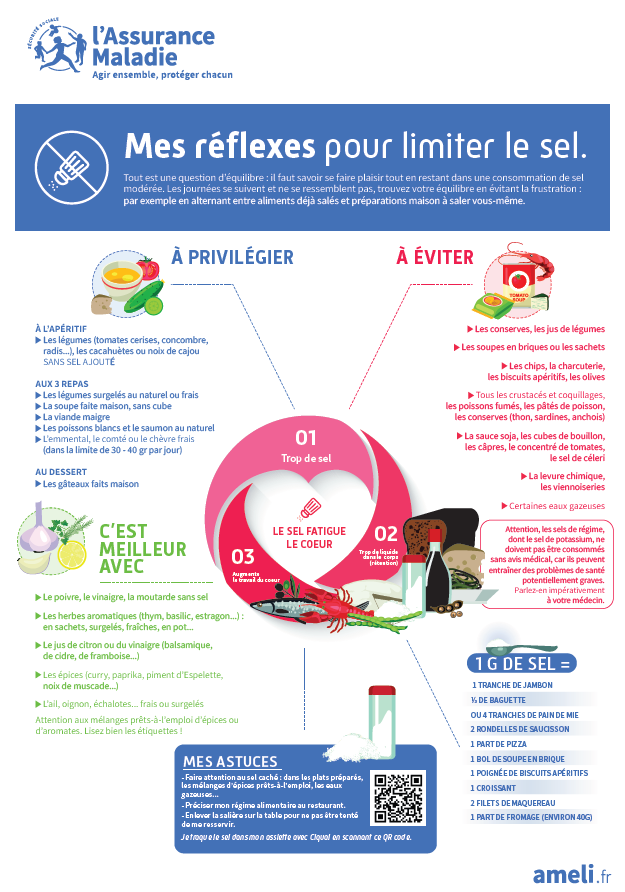 SÉCURITÉ SOCIALE
l'Assurance
Maladie
Agir ensemble, protéger chacun
Mes réflexes pour limiter le sel.
Tout est une question d'équilibre : il faut savoir se faire plaisir tout en restant dans une consommation de sel
modérée. Les journées se suivent et ne se ressemblent pas, trouvez votre équilibre en évitant la frustration :
par exemple en alternant entre aliments déjà salés et préparations maison à saler vous-même.
À PRIVILÉGIER
À L'APÉRITIF
▶ Les légumes (tomates cerises, concombre,
radis...), les cacahuètes ou noix de cajou
SANS SEL AJOUTÉ
AUX 3 REPAS
▶ Les légumes surgelés au naturel ou frais
▶ La soupe faite maison, sans cube
▶ La viande maigre
▶ Les poissons blancs et le saumon au naturel
▶ L'emmental, le comté ou le chèvre frais
(dans la limite de 30 - 40 gr par jour)
AU DESSERT
▶ Les gâteaux faits maison
À ÉVITER
TOMATO
SOUP
▶ Les conserves, les jus de légumes
▶ Les soupes en briques ou les sachets
▶ Les chips, la charcuterie,
les biscuits apéritifs, les olives
▶ Tous les crustacés et coquillages,
les poissons fumés, les pâtés de poisson,
les conserves (thon, sardines, anchois)
▶ La sauce soja, les cubes de bouillon,
les câpres, le concentré de tomates,
le sel de céleri
▶ La levure chimique,
les viennoiseries
▶ Certaines eaux gazeuses
Attention, les sels de régime,
dont le sel de potassium, ne
doivent pas être consommés
sans avis médical, car ils peuvent
entraîner des problèmes de santé
potentiellement graves.
Parlez-en impérativement
à votre médecin.
01
Trop de sel
LE SEL FATIGUE
LE COEUR
02
Trop de liquide
dans le corps
(rétention)
03
Augmente
le travail du coeur
C'EST
MEILLEUR
AVEC
▶ Le poivre, le vinaigre, la moutarde sans sel
▶ Les herbes aromatiques (thym, basilic, estragon...) :
en sachets, surgelés, fraîches, en pot...
▶ Le jus de citron ou du vinaigre (balsamique,
de cidre, de framboise...)
▶ Les épices (curry, paprika, piment d'Espelette,
noix de muscade...)
▶ L'ail, oignon, échalotes... frais ou surgelés
Attention aux mélanges prêts-à-l'emploi d'épices ou
d'aromates. Lisez bien les étiquettes !
1 G DE SEL =
1 TRANCHE DE JAMBON
⅓ DE BAGUETTE
OU 4 TRANCHES DE PAIN DE MIE
2 RONDELLES DE SAUCISSON
1 PART DE PIZZA
1 BOL DE SOUPE EN BRIQUE
1 POIGNÉE DE BISCUITS APÉRITIFS
1 CROISSANT
2 FILETS DE MAQUEREAU
1 PART DE FROMAGE (ENVIRON 40G)
MES ASTUCES
- Faire attention au sel caché : dans les plats préparés,
les mélanges d'épices prêts-à-l'emploi, les eaux
gazeuses...
- Préciser mon régime alimentaire au restaurant.
- Enlever la salière sur la table pour ne pas être tenté
de me resservir.
Je traque le sel dans mon assiette avec Ciqual en scannant ce QR code.
ameli.fr